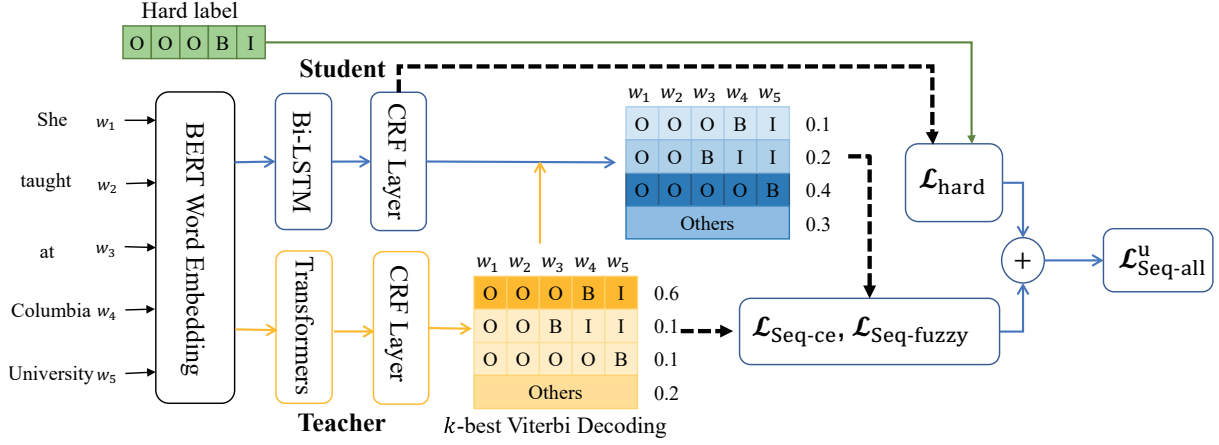 Hard label
O O O B I
Student
She w1
taught w2
at w3
Columbia w4
University w5
BERT Word Embedding
Bi-LSTM
CRF Layer
w1 w2 w3 w4 w5
O O O B I 0.1
O O B I I 0.2
O O O O B 0.4
Others 0.3
ℒhard
Transformers
CRF Layer
w1 w2 w3 w4 w5
O O O B I 0.6
O O B I I 0.1
O O O O B 0.1
Others 0.2
ℒSeq-ce, ℒSeq-fuzzy
+
ℒuSeq-all
Teacher
k-best Viterbi Decoding